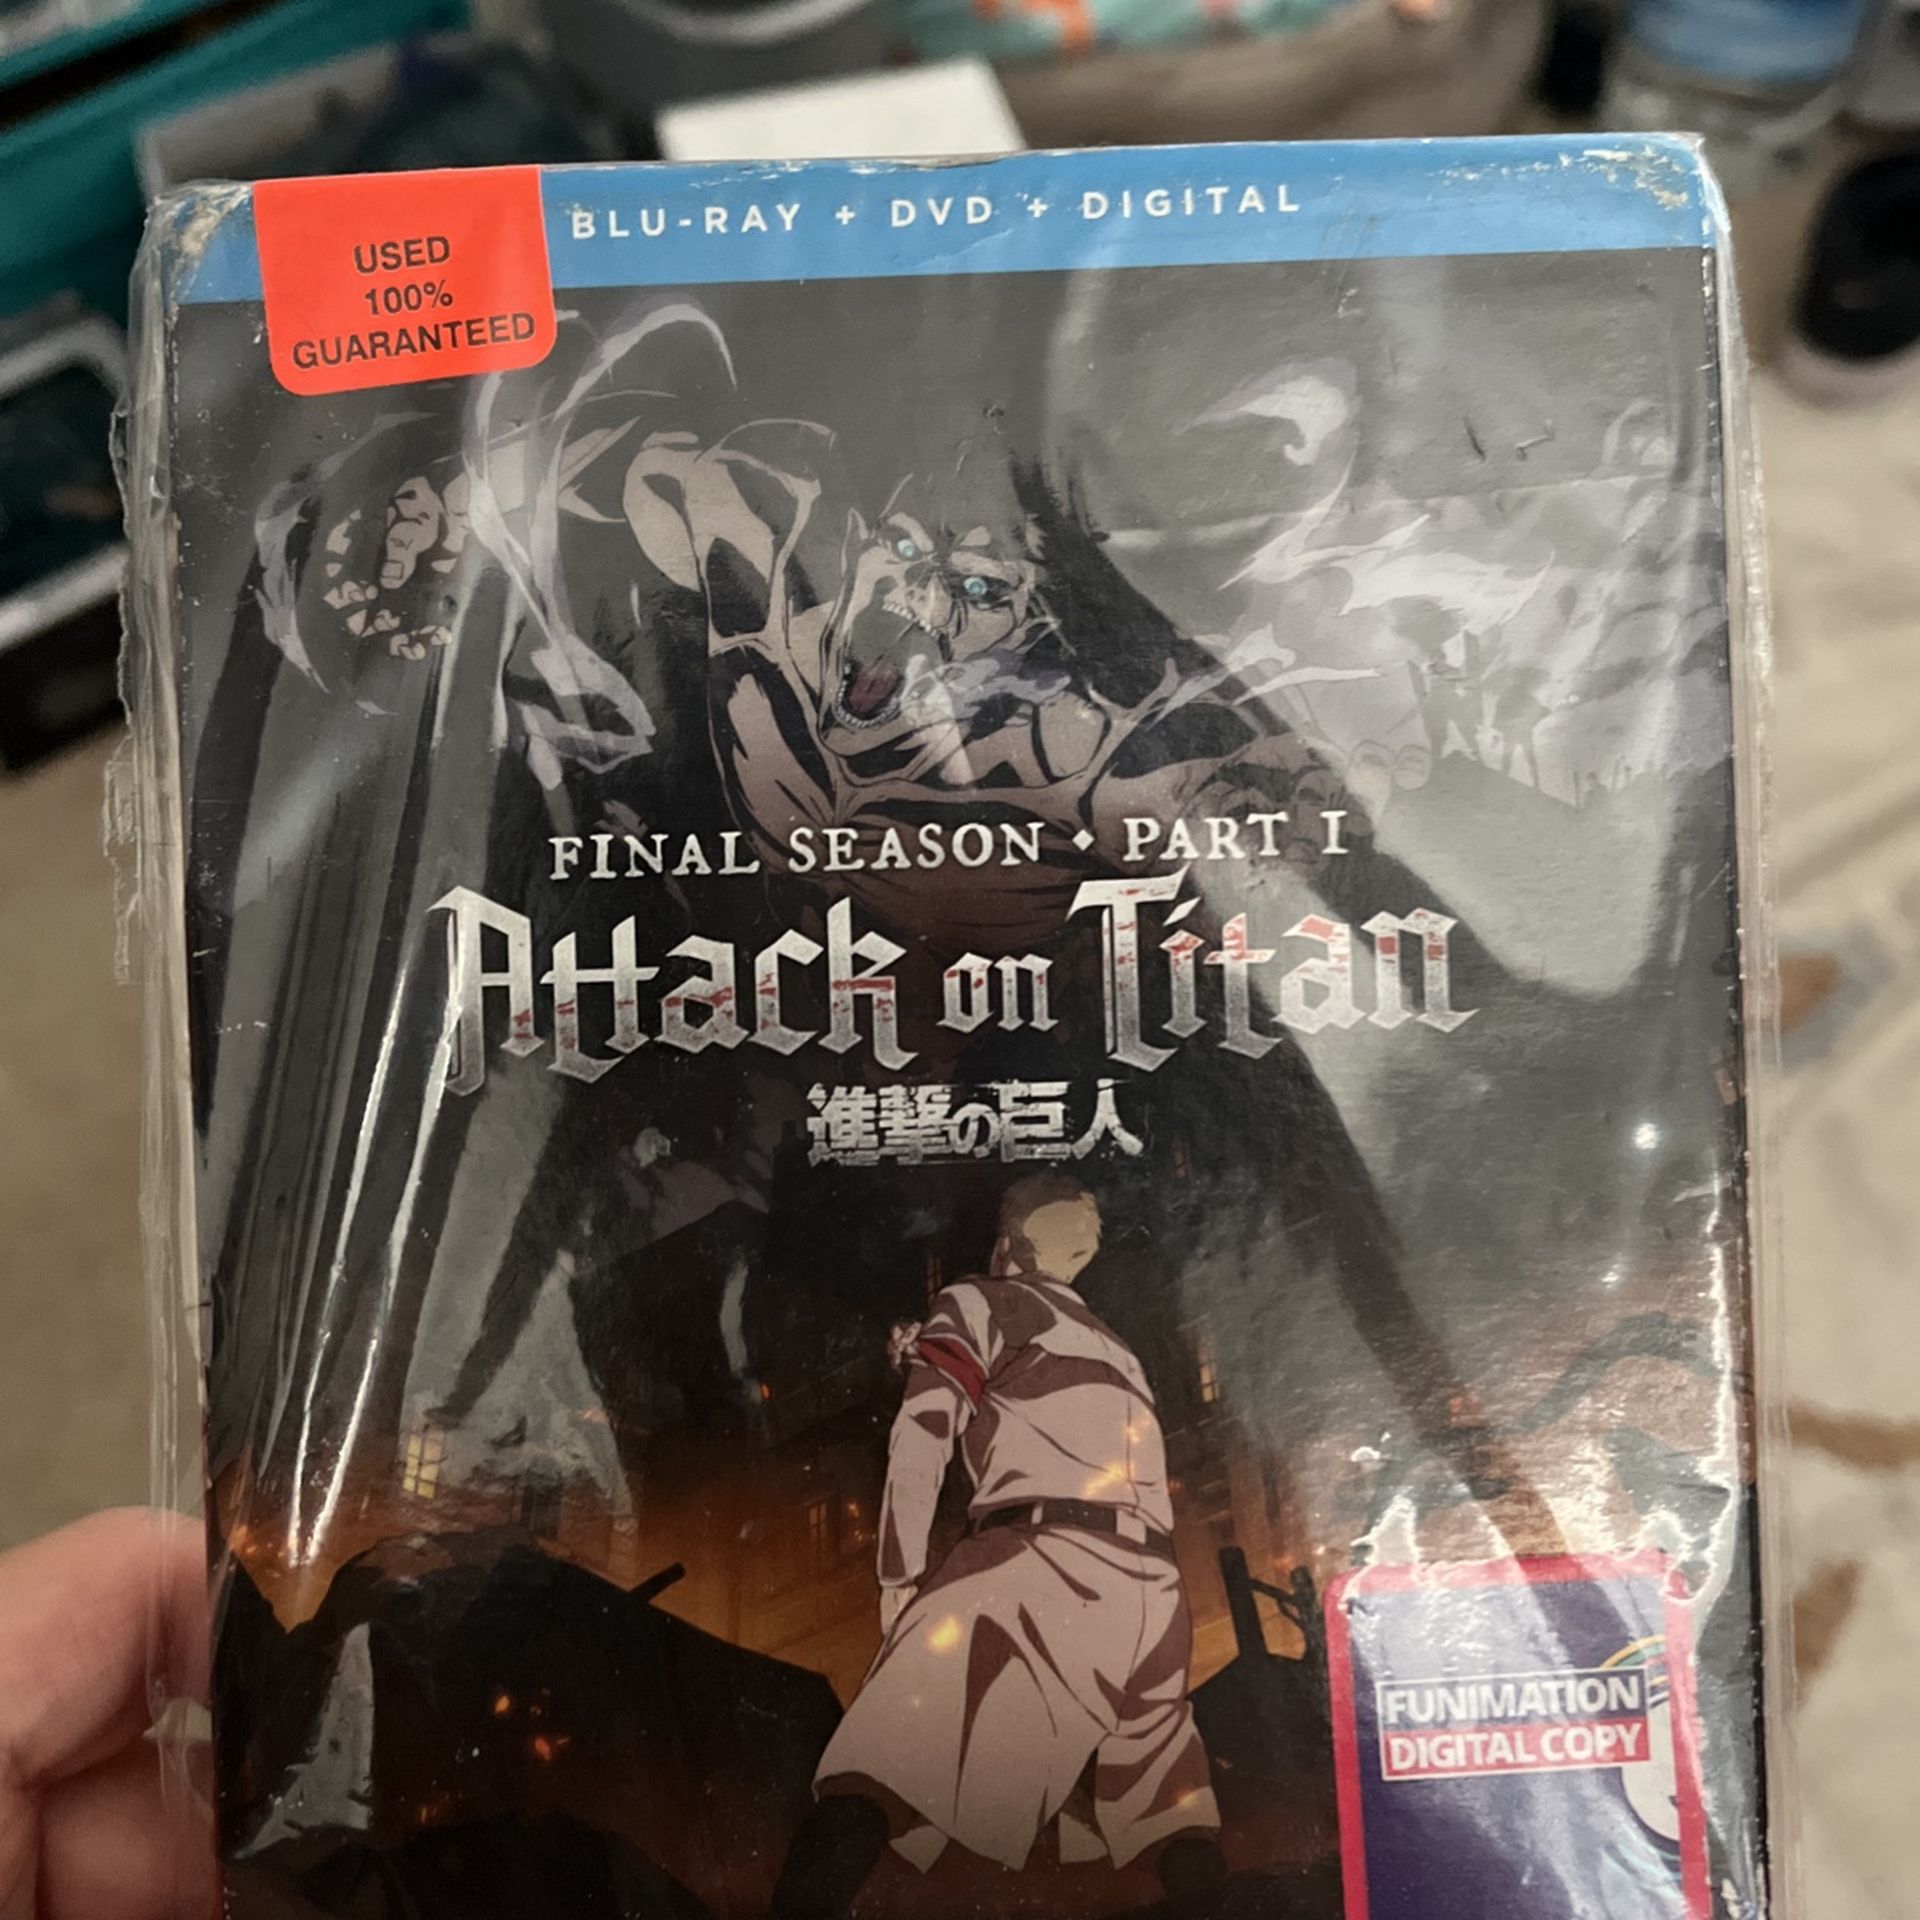 USED
100%
GUARANTEED
BLU-RAY + DVD + DIGITAL
FINAL SEASON • PART 1
Attack on Titan
進撃の巨人
FUNIMATION
DIGITAL COPY